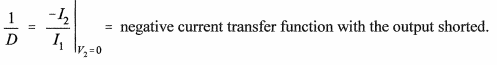 1/D = -I₂/I₁ |V₂=0 = negative current transfer function with the output shorted.